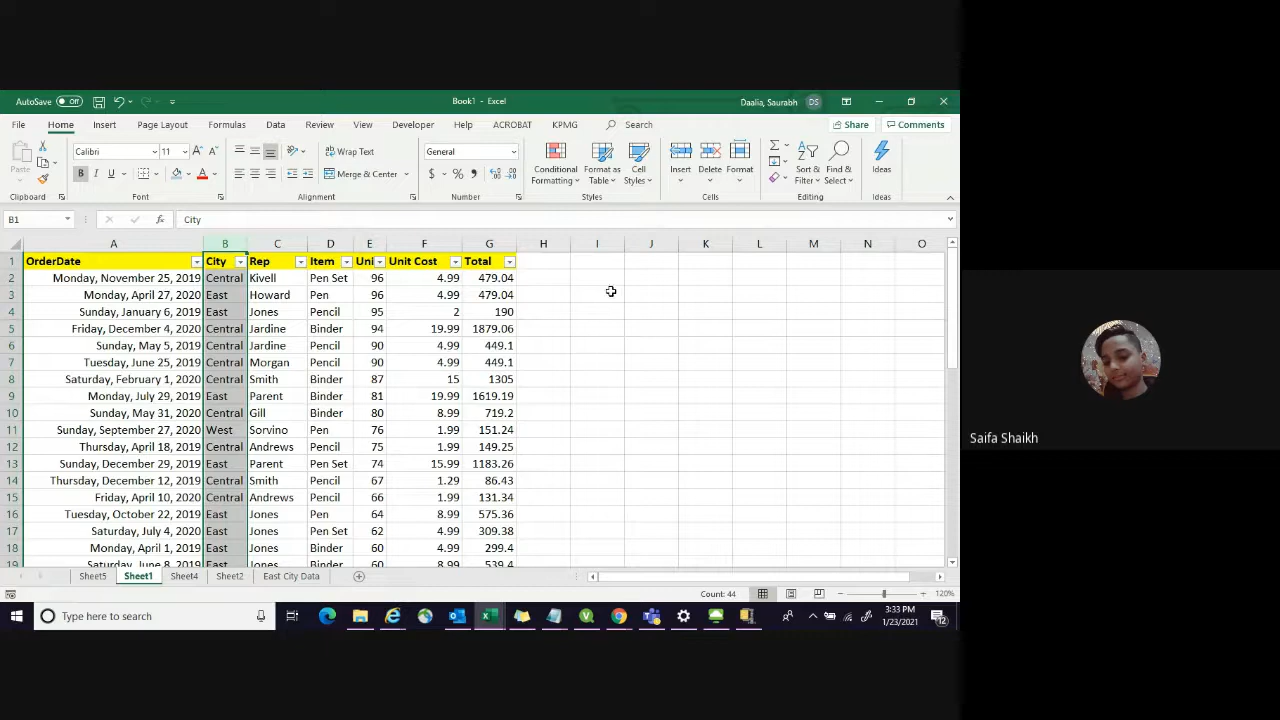 AutoSave Off Book1 - Excel Daalia, Saurabh DS
File Home Insert Page Layout Formulas Data Review View Developer Help ACROBAT KPMG Search Share Comments
Calibri 11 Wrap Text General
Paste B I U Merge & Center $ % Conditional Formatting Format as Table Cell Styles Insert Delete Format Sort & Filter Find & Select Ideas
Clipboard Font Alignment Number Styles Cells Editing Ideas
B1 fx City
A B C D E F G H I J K L M N O
1 OrderDate City Rep Item Uni Unit Cost Total
2 Monday, November 25, 2019 Central Kivell Pen Set 96 4.99 479.04
3 Monday, April 27, 2020 East Howard Pen 96 4.99 479.04
4 Sunday, January 6, 2019 East Jones Pencil 95 2 190
5 Friday, December 4, 2020 Central Jardine Binder 94 19.99 1879.06
6 Sunday, May 5, 2019 Central Jardine Pencil 90 4.99 449.1
7 Tuesday, June 25, 2019 Central Morgan Pencil 90 4.99 449.1
8 Saturday, February 1, 2020 Central Smith Binder 87 15 1305
9 Monday, July 29, 2019 East Parent Binder 81 19.99 1619.19
10 Sunday, May 31, 2020 Central Gill Binder 80 8.99 719.2
11 Sunday, September 27, 2020 West Sorvino Pen 76 1.99 151.24
12 Thursday, April 18, 2019 Central Andrews Pencil 75 1.99 149.25
13 Sunday, December 29, 2019 East Parent Pen Set 74 15.99 1183.26
14 Thursday, December 12, 2019 Central Smith Pencil 67 1.29 86.43
15 Friday, April 10, 2020 Central Andrews Pencil 66 1.99 131.34
16 Tuesday, October 22, 2019 East Jones Pen 64 8.99 575.36
17 Saturday, July 4, 2020 East Jones Pen Set 62 4.99 309.38
18 Monday, April 1, 2019 East Jones Binder 60 4.99 299.4
19 Saturday, June 8, 2019 East Jones Binder 60 8.99 539.4
Sheet5 Sheet1 Sheet4 Sheet2 East City Data
Count: 44 120%
Type here to search 3:33 PM
1/23/2021 12
Saifa Shaikh